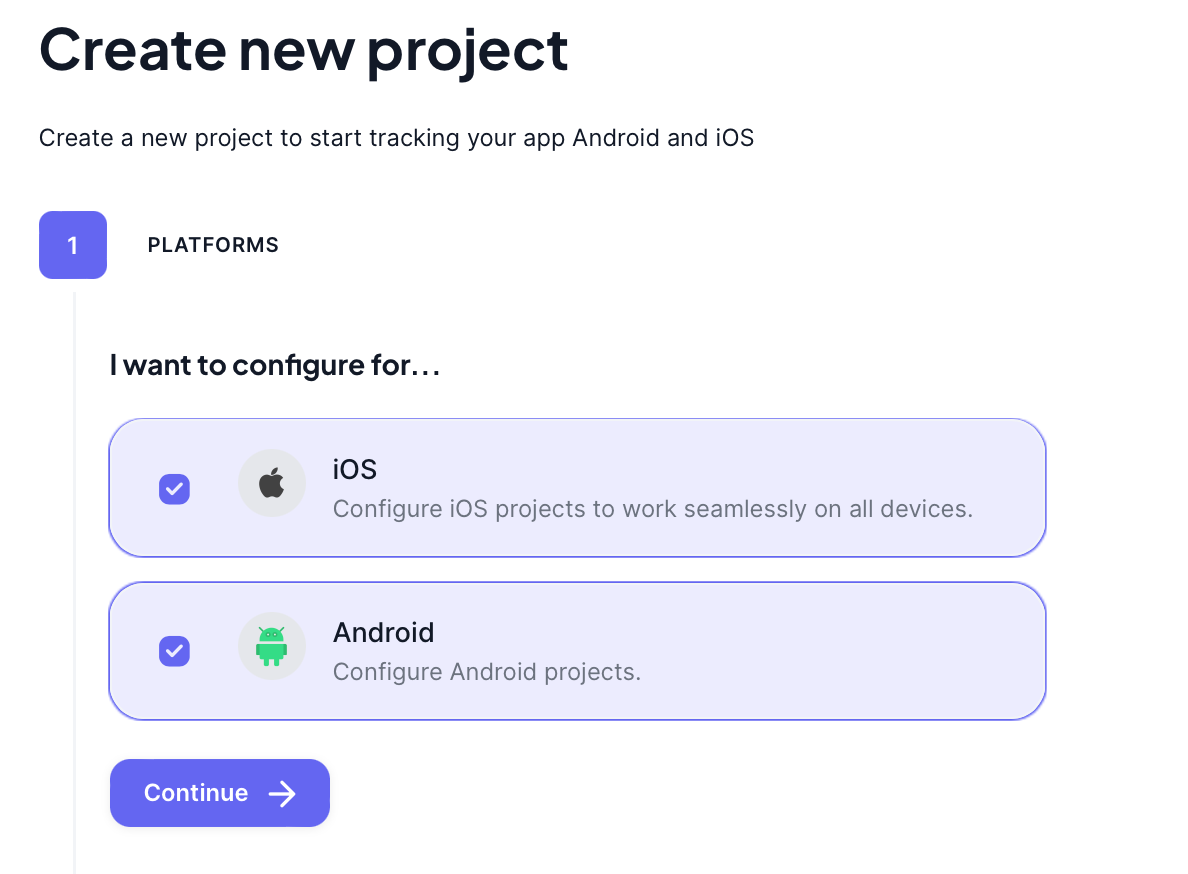 Create new project
Create a new project to start tracking your app Android and iOS
1
PLATFORMS
I want to configure for...
iOS
Configure iOS projects to work seamlessly on all devices.
Android
Configure Android projects.
Continue